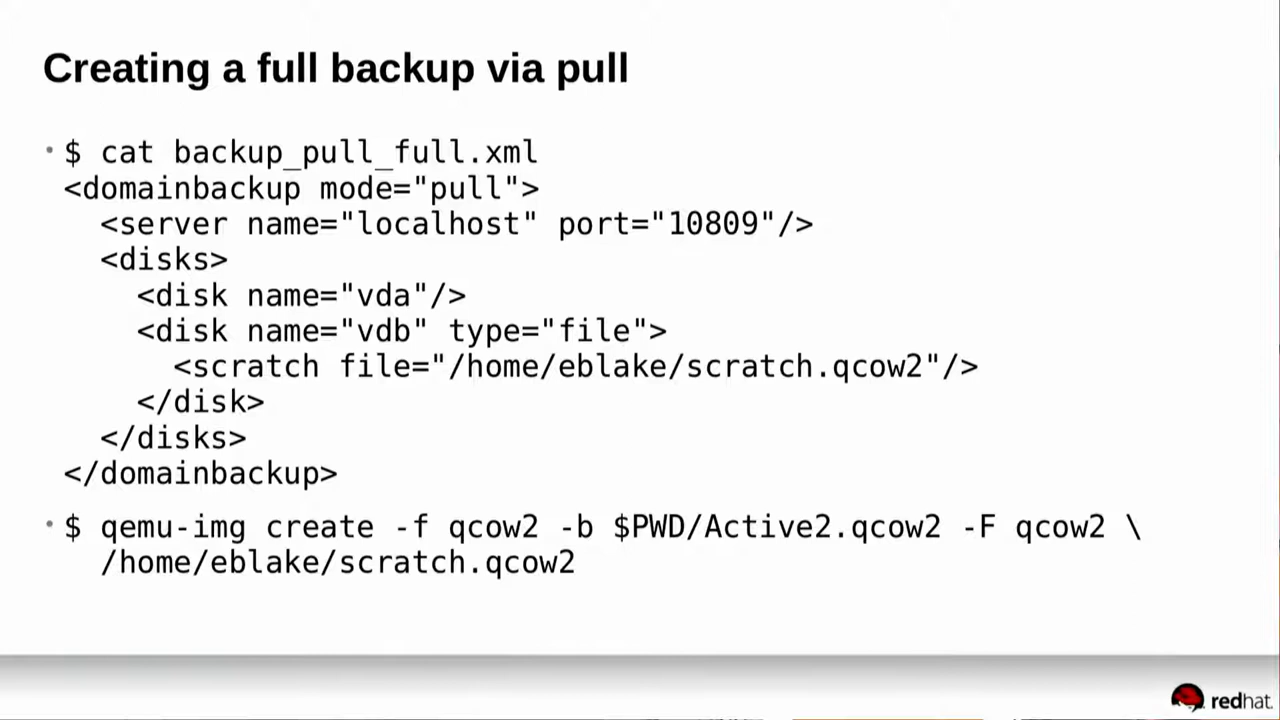 Creating a full backup via pull
• $ cat backup_pull_full.xml
<domainbackup mode="pull">
  <server name="localhost" port="10809"/>
  <disks>
    <disk name="vda"/>
    <disk name="vdb" type="file">
      <scratch file="/home/eblake/scratch.qcow2"/>
    </disk>
  </disks>
</domainbackup>
• $ qemu-img create -f qcow2 -b $PWD/Active2.qcow2 -F qcow2 \
  /home/eblake/scratch.qcow2
redhat.